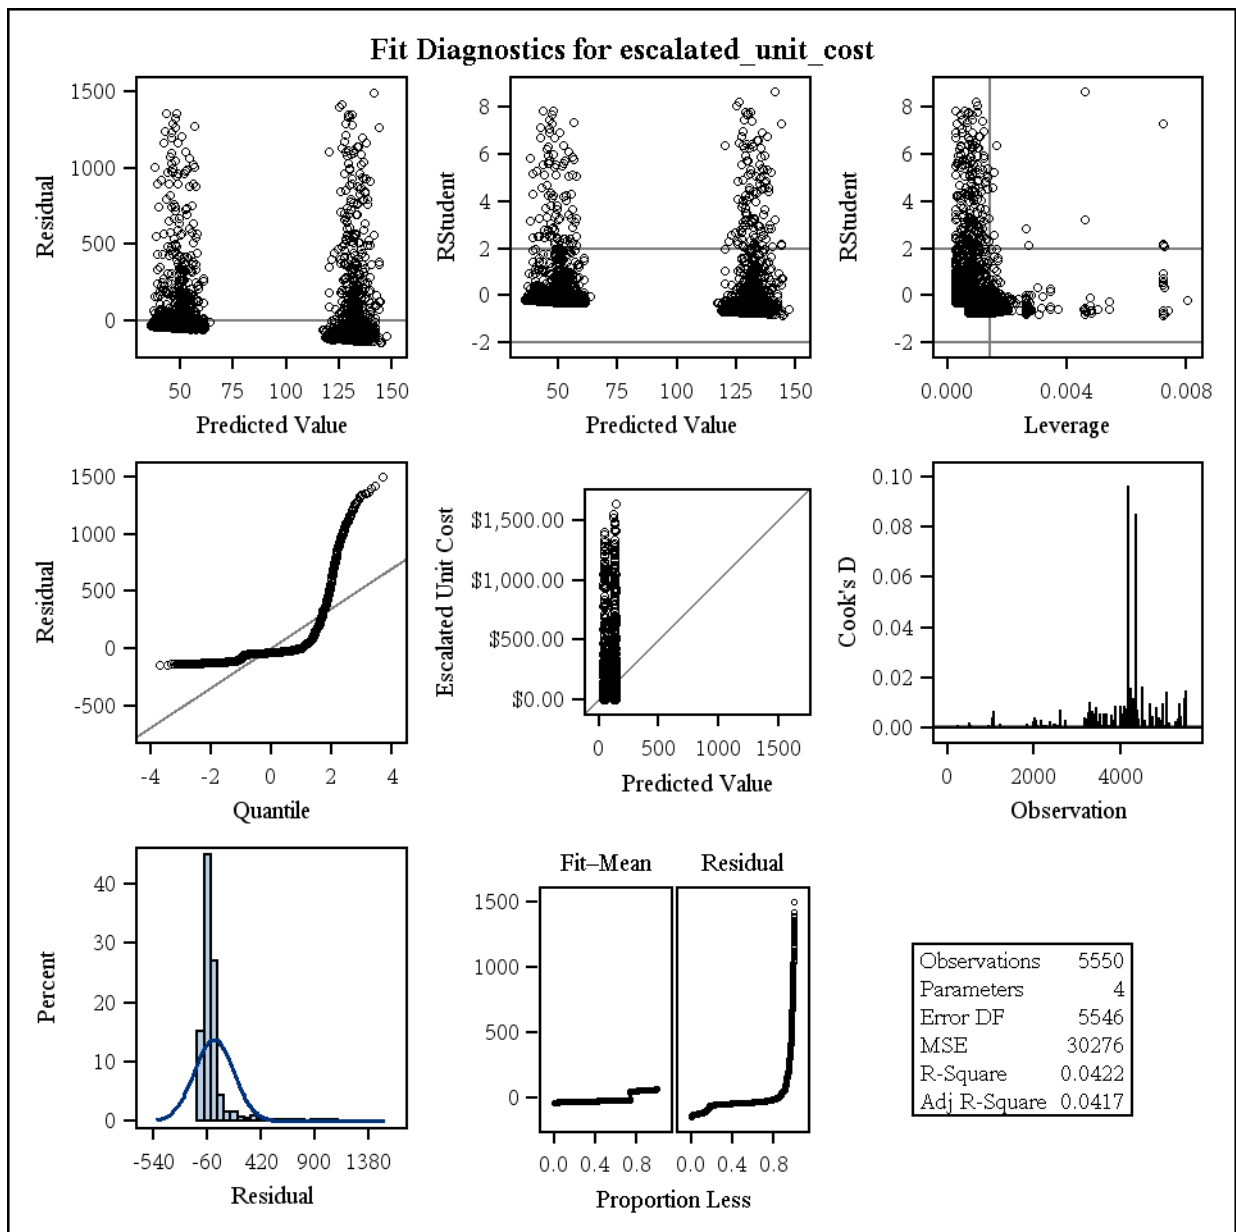 Fit Diagnostics for escalated_unit_cost
Residual
1500
1000
500
0
50 75 100 125 150
Predicted Value
RStudent
8
6
4
2
0
-2
50 75 100 125 150
Predicted Value
RStudent
8
6
4
2
0
-2
0.000 0.004 0.008
Leverage
Residual
1500
1000
500
0
-500
-4 -2 0 2 4
Quantile
Escalated Unit Cost
$1,500.00
$1,000.00
$500.00
$0.00
0 500 1000 1500
Predicted Value
Cook's D
0.10
0.08
0.06
0.04
0.02
0.00
0 2000 4000
Observation
Percent
40
30
20
10
0
-540 -60 420 900 1380
Residual
Fit–Mean Residual
1500
1000
500
0
0.0 0.4 0.8 0.0 0.4 0.8
Proportion Less
Observations 5550
Parameters 4
Error DF 5546
MSE 30276
R-Square 0.0422
Adj R-Square 0.0417